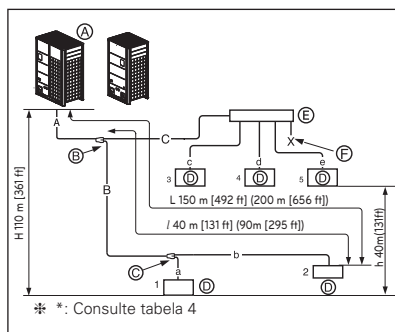 A
A
B
C
E
X
F
c
d
e
3 D
4 D
5 D
H 110 m [361 ft]
B
L 150 m [492 ft] (200 m [656 ft])
l 40 m [131 ft] (90m [295 ft])
h 40m(131ft)
C
a
b
1 D
2
D
⁜ *: Consulte tabela 4